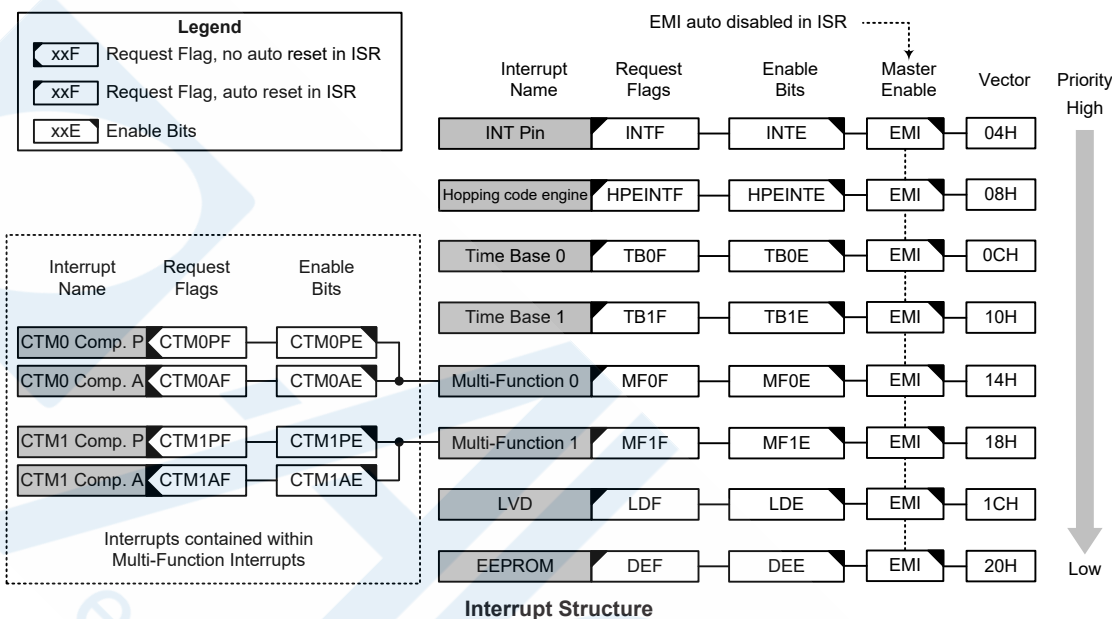 Legend
xxF Request Flag, no auto reset in ISR
xxF Request Flag, auto reset in ISR
xxE Enable Bits
EMI auto disabled in ISR
Interrupt Name
Request Flags
Enable Bits
Master Enable
Vector
Priority
High
INT Pin INTF INTE EMI 04H
Hopping code engine HPEINTF HPEINTE EMI 08H
Time Base 0 TB0F TB0E EMI 0CH
Time Base 1 TB1F TB1E EMI 10H
Multi-Function 0 MF0F MF0E EMI 14H
Multi-Function 1 MF1F MF1E EMI 18H
LVD LDF LDE EMI 1CH
EEPROM DEF DEE EMI 20H
Low
Interrupt Name
Request Flags
Enable Bits
CTM0 Comp. P CTM0PF CTM0PE
CTM0 Comp. A CTM0AF CTM0AE
CTM1 Comp. P CTM1PF CTM1PE
CTM1 Comp. A CTM1AF CTM1AE
Interrupts contained within
Multi-Function Interrupts
Interrupt Structure